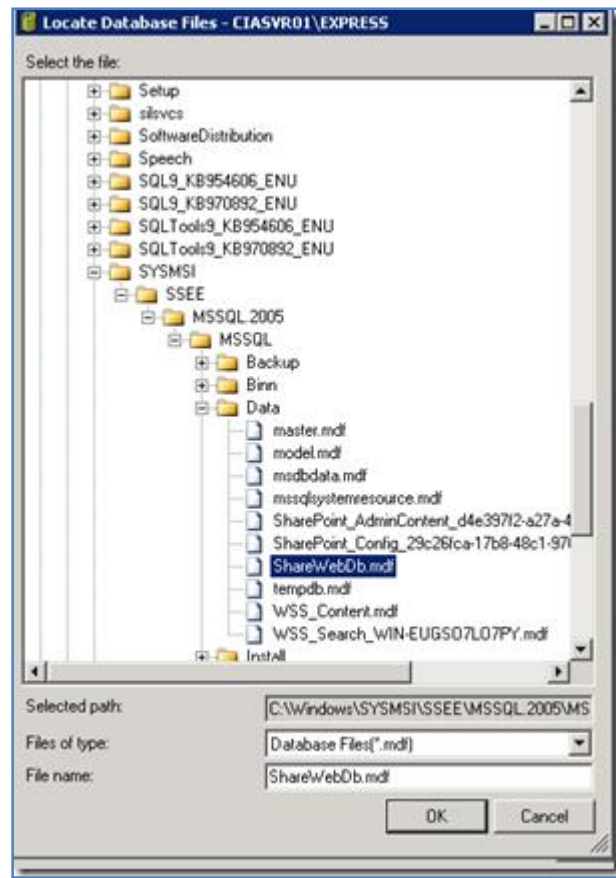 Locate Database Files - CIASVR01\EXPRESS
Select the file:
Setup
silsvcs
SoftwareDistribution
Speech
SQL9_KB954606_ENU
SQL9_KB970892_ENU
SQLTools9_KB954606_ENU
SQLTools9_KB970892_ENU
SYSMSI
SSEE
MSSQL.2005
MSSQL
Backup
Binn
Data
master.mdf
model.mdf
msdbdata.mdf
mssqlsystemresource.mdf
SharePoint_AdminContent_d4e397f2-a27a-4
SharePoint_Config_29c26fca-17b8-48c1-970
ShareWebDb.mdf
tempdb.mdf
WSS_Content.mdf
WSS_Search_WIN-EUGSO7LO7PY.mdf
Install
Selected path: C:\Windows\SYSMSI\SSEE\MSSQL.2005\MS
Files of type: Database Files(*.mdf)
File name: ShareWebDb.mdf
OK Cancel